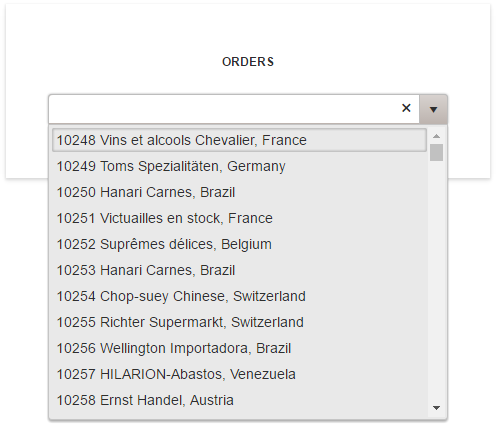 ORDERS
10248 Vins et alcools Chevalier, France
10249 Toms Spezialitäten, Germany
10250 Hanari Carnes, Brazil
10251 Victuailles en stock, France
10252 Suprêmes délices, Belgium
10253 Hanari Carnes, Brazil
10254 Chop-suey Chinese, Switzerland
10255 Richter Supermarkt, Switzerland
10256 Wellington Importadora, Brazil
10257 HILARION-Abastos, Venezuela
10258 Ernst Handel, Austria